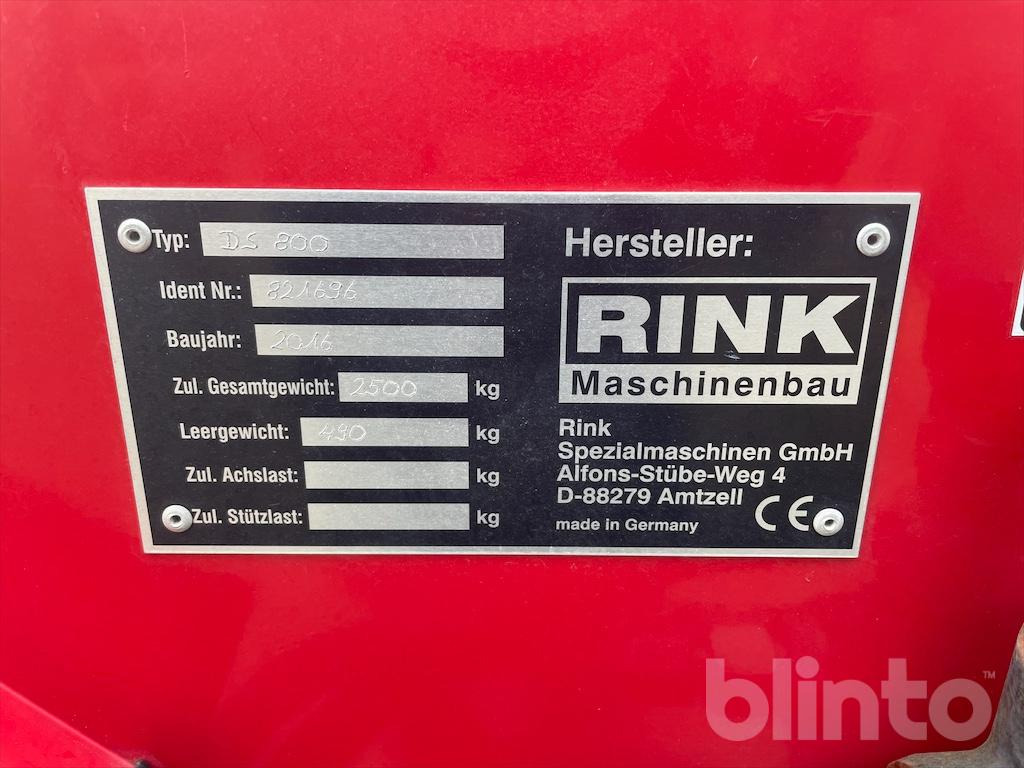 Typ: DS 800
Ident Nr.: 821696
Baujahr: 2016
Zul. Gesamtgewicht: 2500 kg
Leergewicht: 490 kg
Zul. Achslast: kg
Zul. Stützlast: kg
Hersteller:
RINK
Maschinenbau
Rink
Spezialmaschinen GmbH
Alfons-Stübe-Weg 4
D-88279 Amtzell
made in Germany CE
blinto™